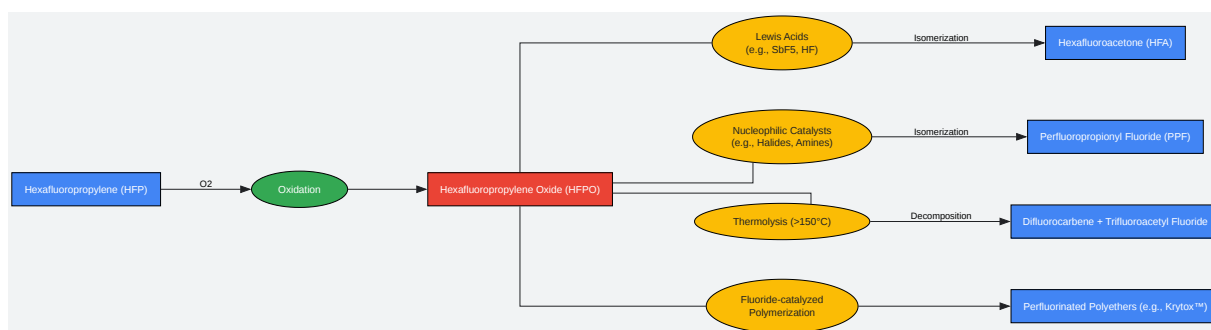 Lewis Acids
(e.g., SbF5, HF)
Isomerization
Hexafluoroacetone (HFA)
Nucleophilic Catalysts
(e.g., Halides, Amines)
Isomerization
Perfluoropropionyl Fluoride (PPF)
Hexafluoropropylene (HFP)
O2
Oxidation
Hexafluoropropylene Oxide (HFPO)
Thermolysis (>150°C)
Decomposition
Difluorocarbene + Trifluoroacetyl Fluoride
Fluoride-catalyzed
Polymerization
Perfluorinated Polyethers (e.g., Krytox™)